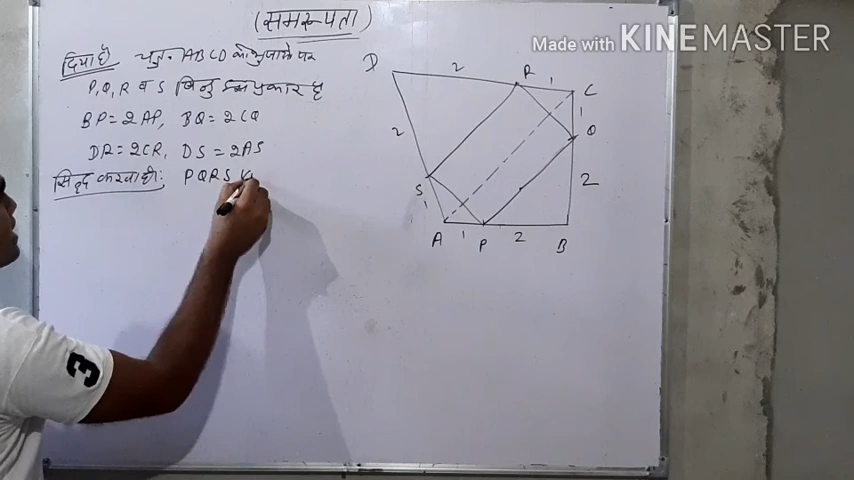 (समरूपता)
Made with KINEMASTER
दिया है चतु. ABCD की भुजाओ पर
P, Q, R व S बिन्दु इस प्रकार है
BP = 2AP, BQ = 2CQ
DR = 2CR, DS = 2AS
सिद्ध करना है: PQRS
D 2 R 1 C
1
Q
2 2
S
1
A 1 P 2 B
3